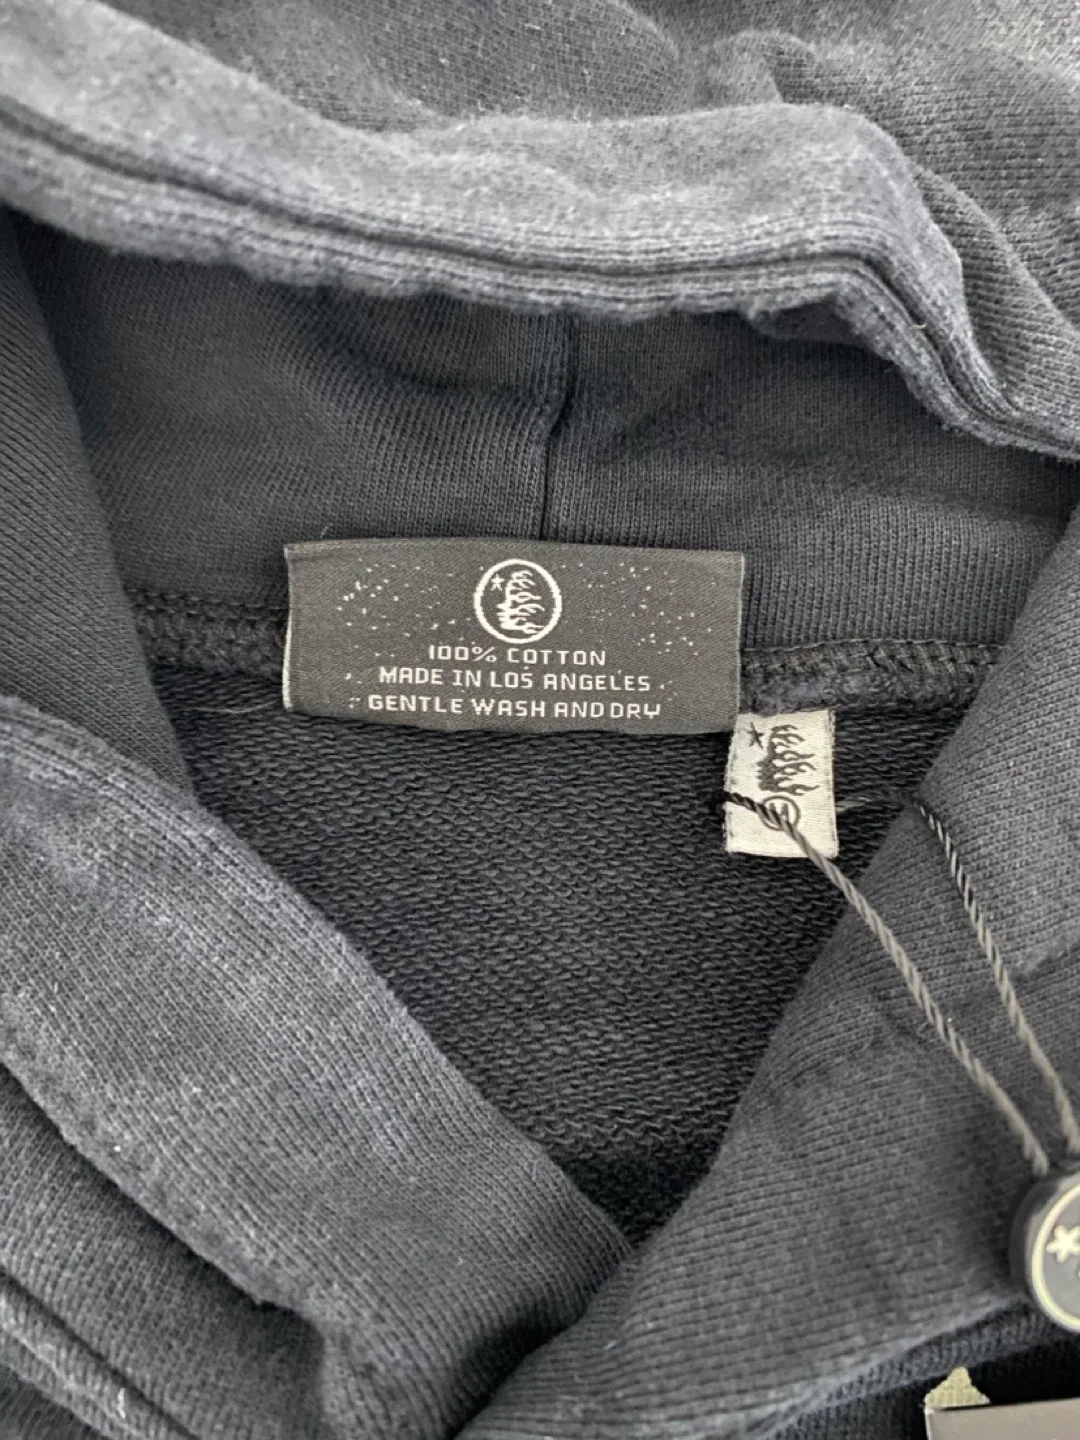 100% COTTON
MADE IN LOS ANGELES
GENTLE WASH AND DRY